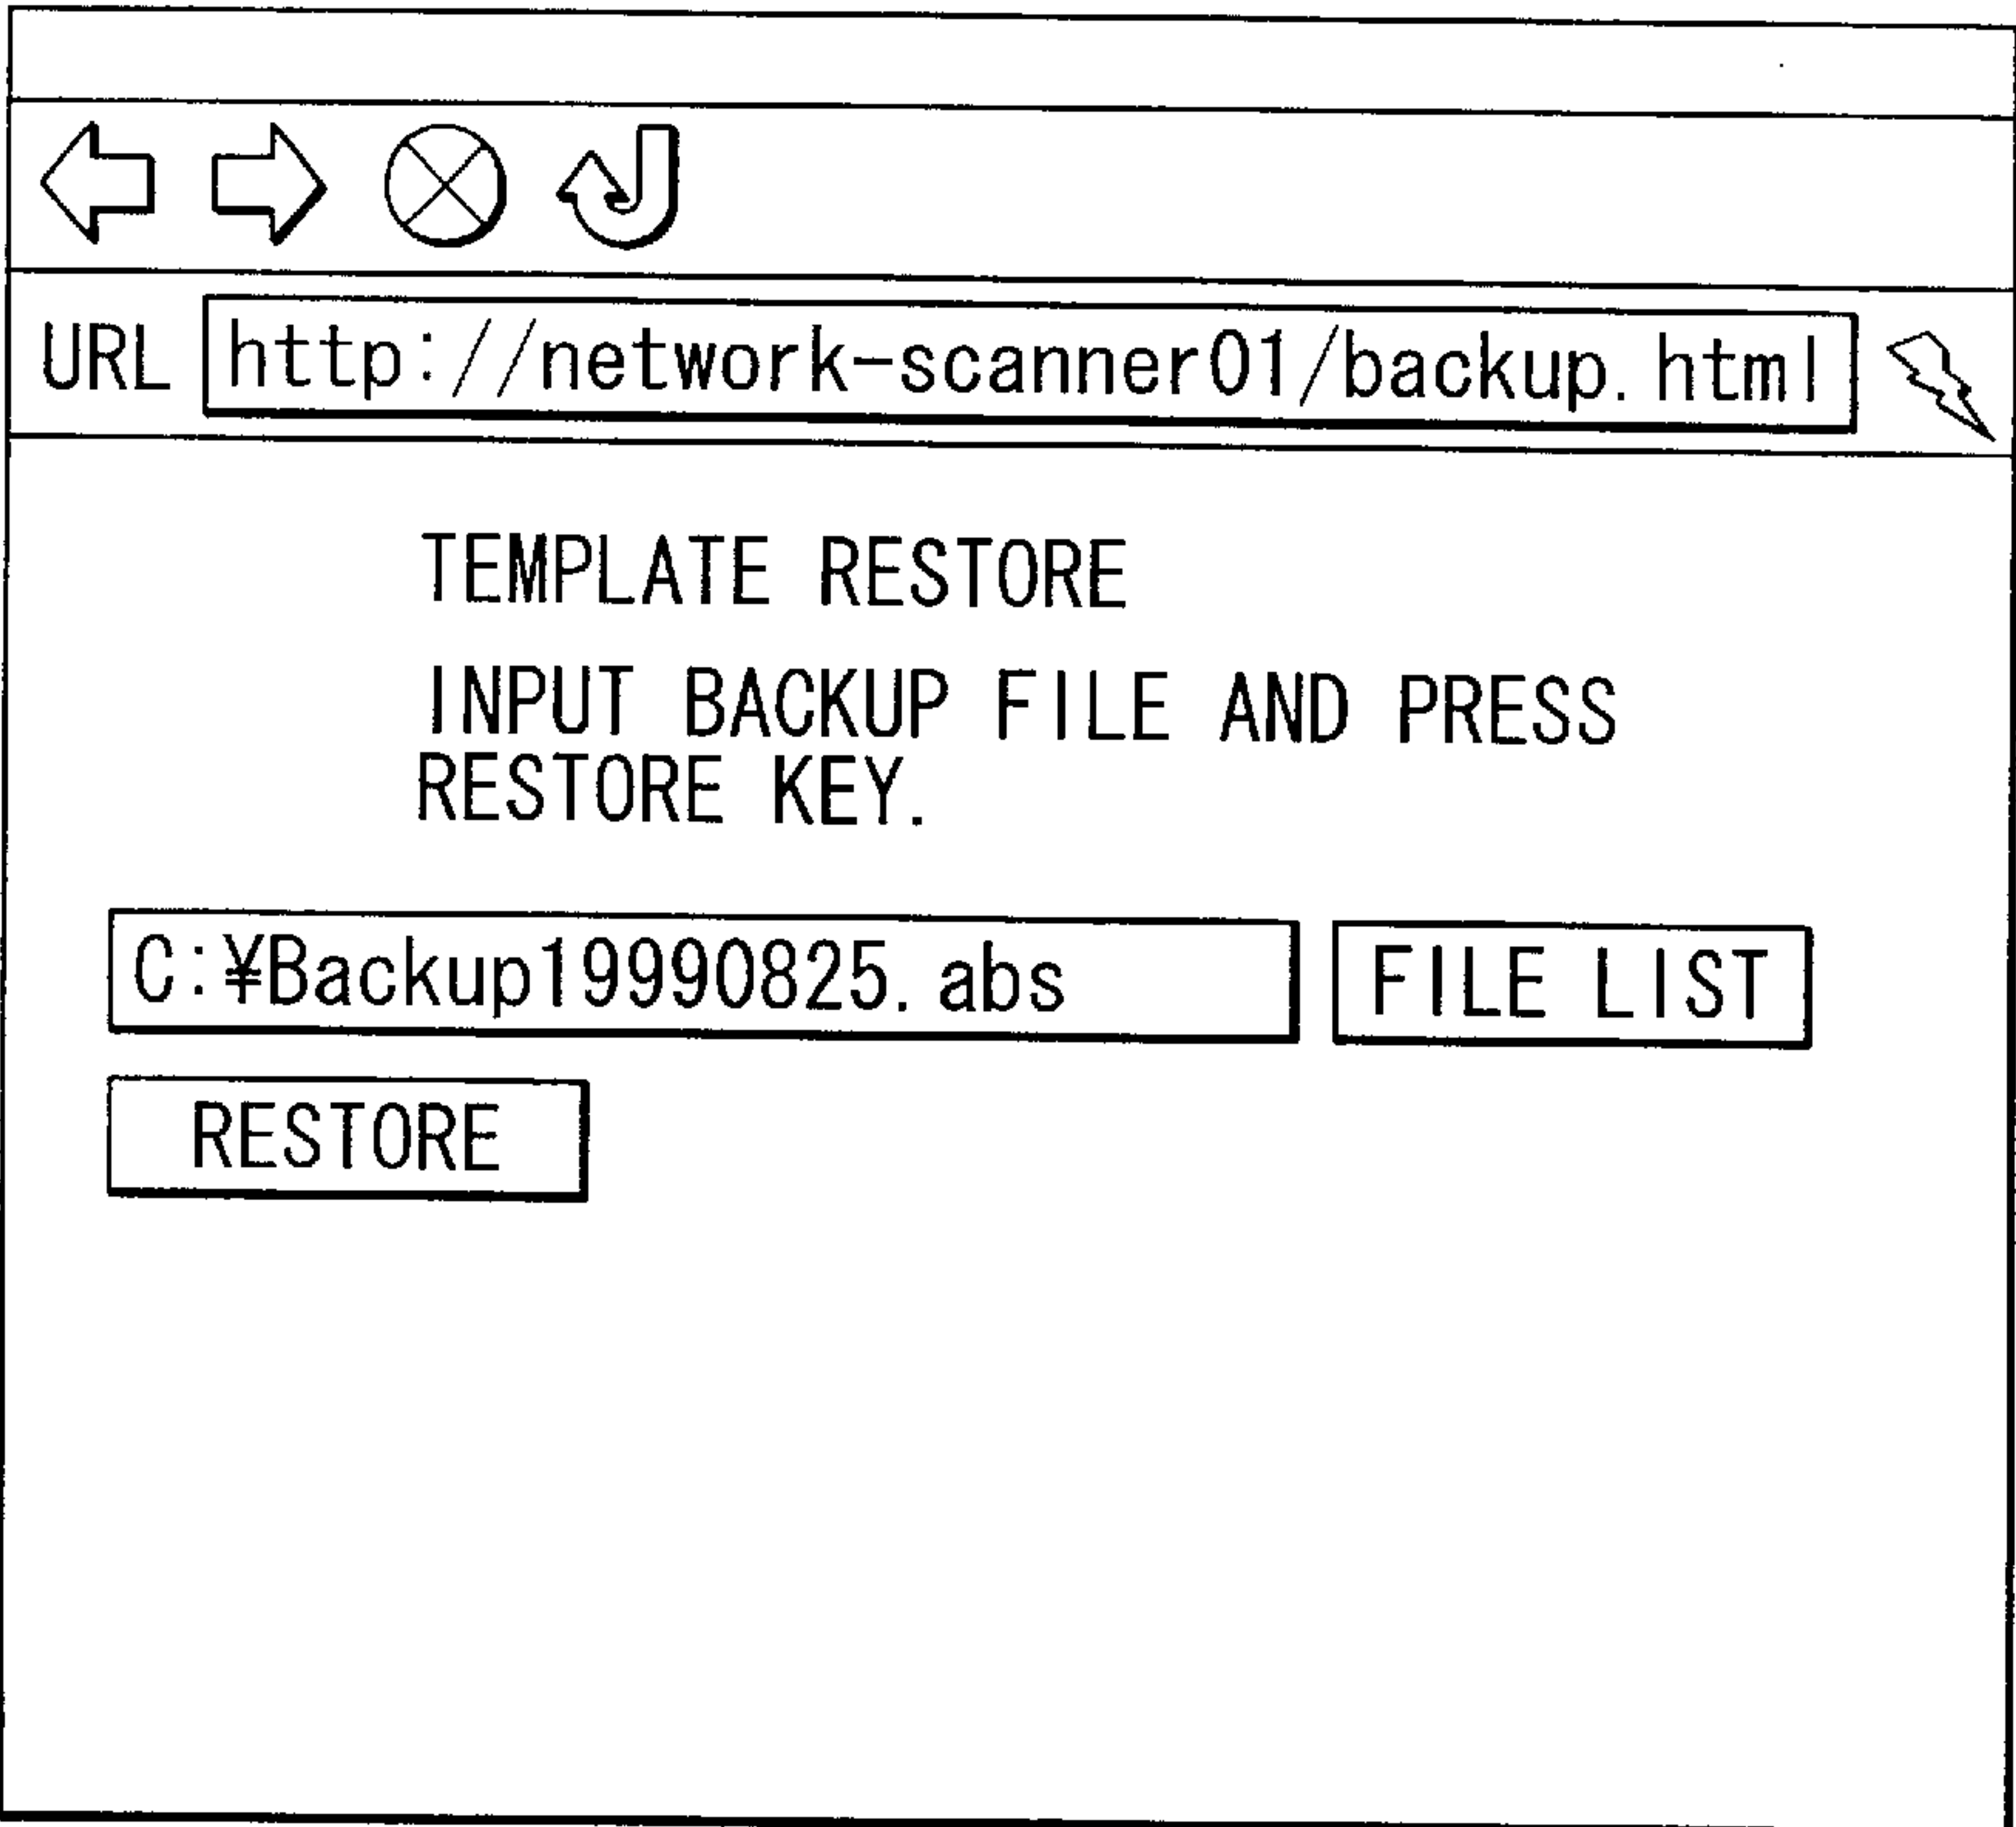 URL http://network-scanner01/backup.html
TEMPLATE RESTORE
INPUT BACKUP FILE AND PRESS
RESTORE KEY.
C:¥Backup19990825.abs FILE LIST
RESTORE